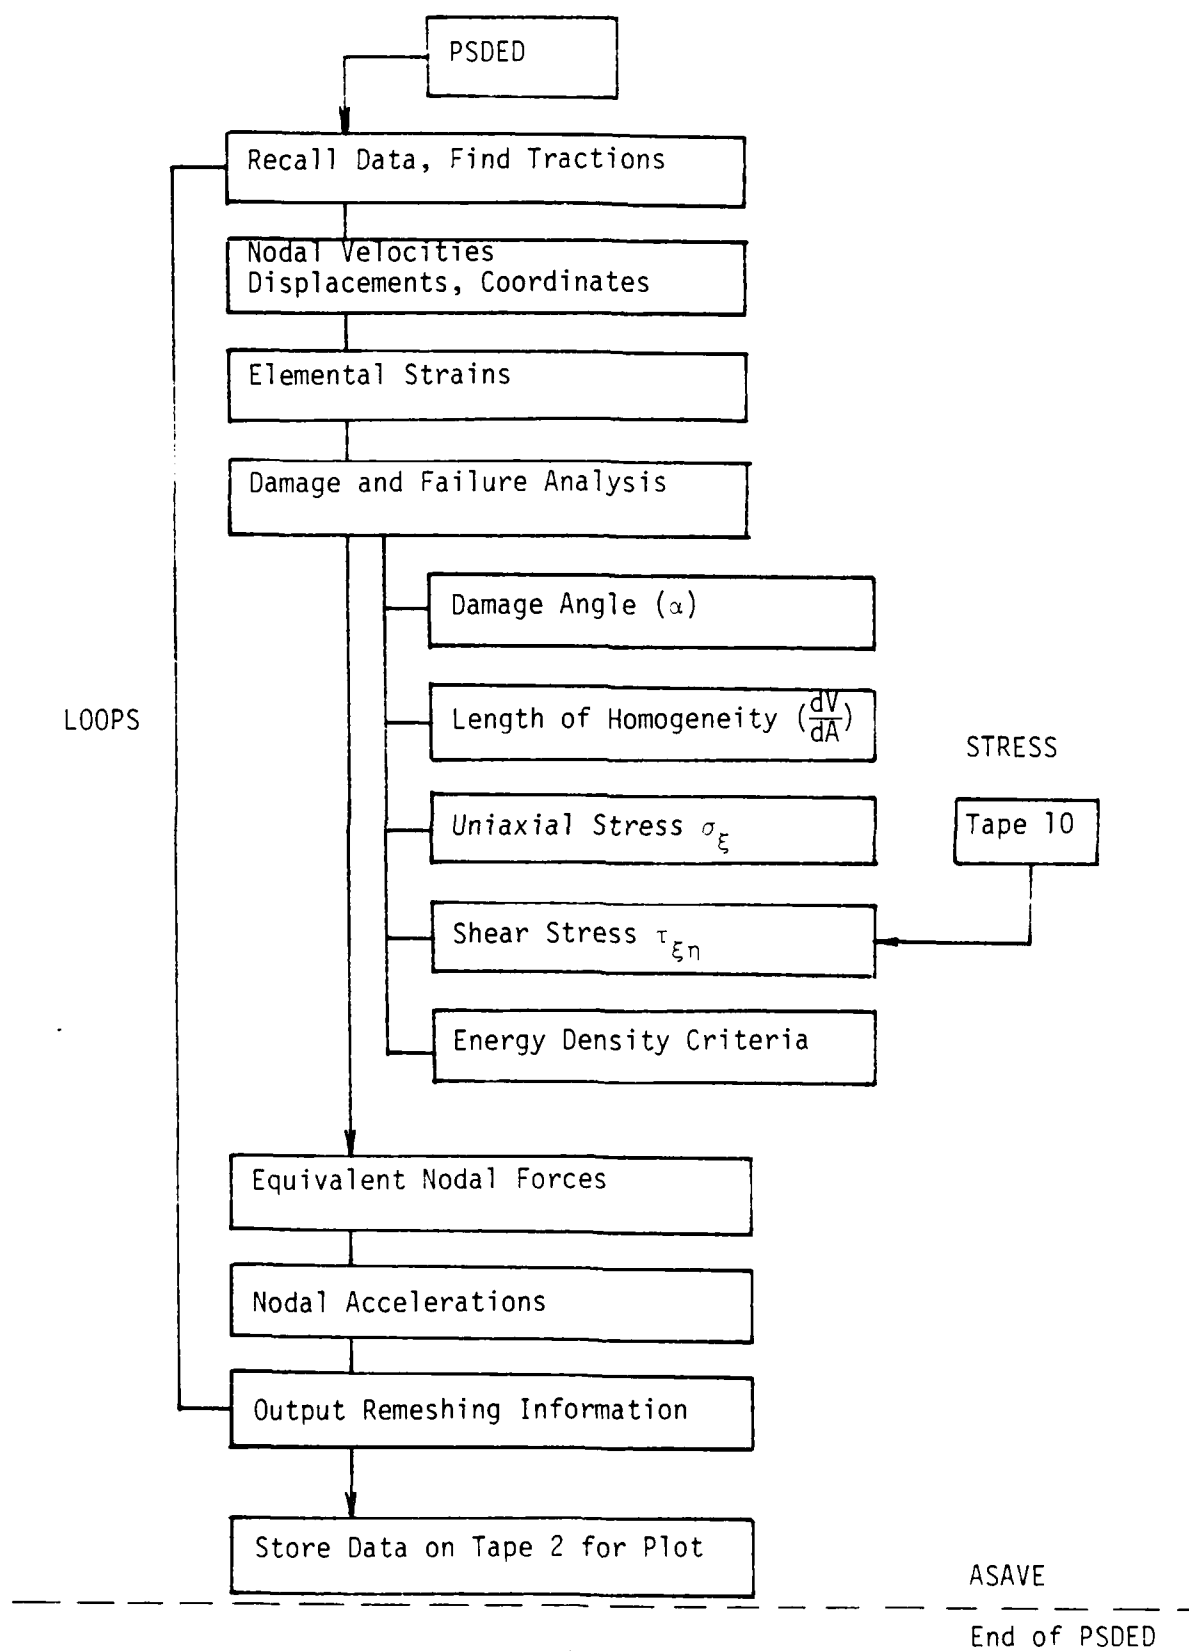 PSDED
Recall Data, Find Tractions
Nodal Velocities
Displacements, Coordinates
Elemental Strains
Damage and Failure Analysis
Damage Angle (α)
LOOPS
Length of Homogeneity (dV/dA)
STRESS
Uniaxial Stress σ_ξ
Tape 10
Shear Stress τ_ξη
Energy Density Criteria
Equivalent Nodal Forces
Nodal Accelerations
Output Remeshing Information
Store Data on Tape 2 for Plot
ASAVE
End of PSDED